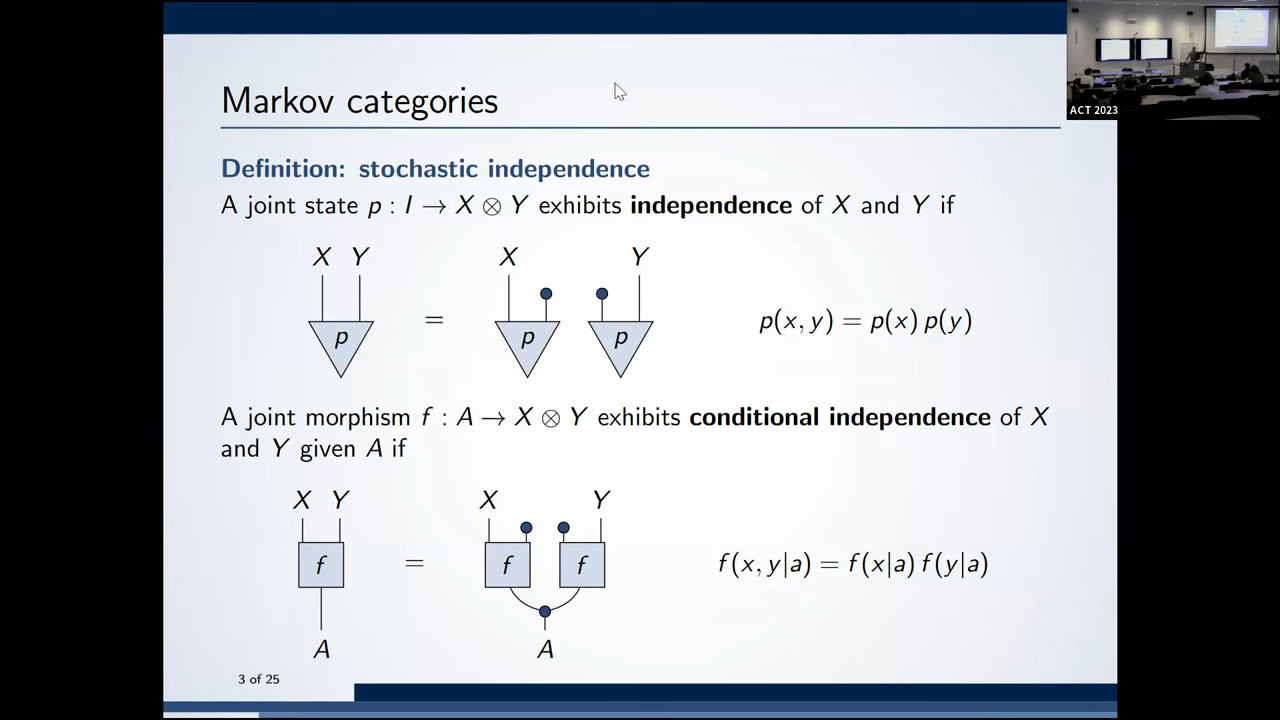 ACT 2023
Markov categories
Definition: stochastic independence
A joint state p : I → X ⊗ Y exhibits independence of X and Y if
X Y X Y
p = p p p(x, y) = p(x) p(y)
A joint morphism f : A → X ⊗ Y exhibits conditional independence of X
and Y given A if
X Y X Y
f = f f f(x, y|a) = f(x|a) f(y|a)
A A
3 of 25